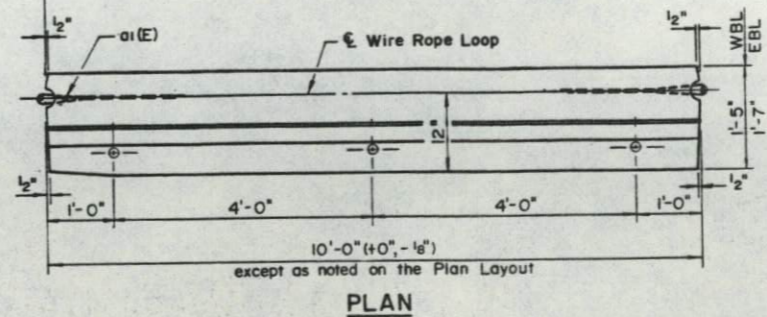 ½"
a1(E)
℄ Wire Rope Loop
½"
WBL
EBL
1'-5"
1'-7"
12"
½"
½"
1'-0"
4'-0"
4'-0"
1'-0"
10'-0" (+0", -⅛")
except as noted on the Plan Layout
PLAN